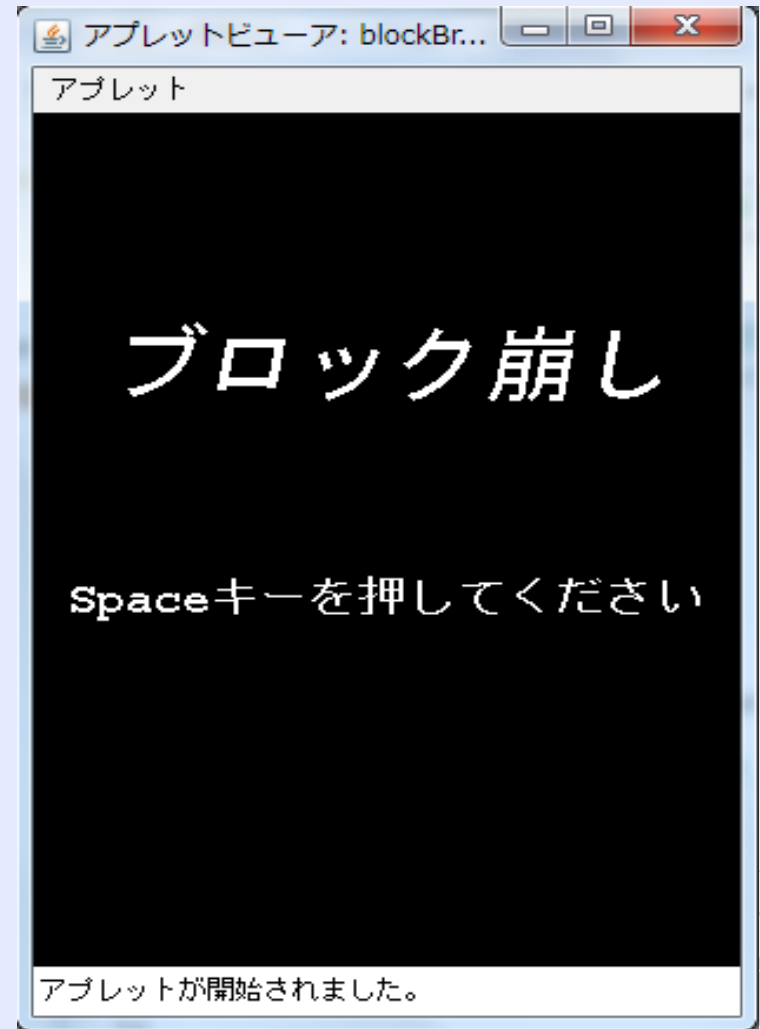 アプレットビューア: blockBr...
アプレット
ブロック崩し
Spaceキーを押してください
アプレットが開始されました。